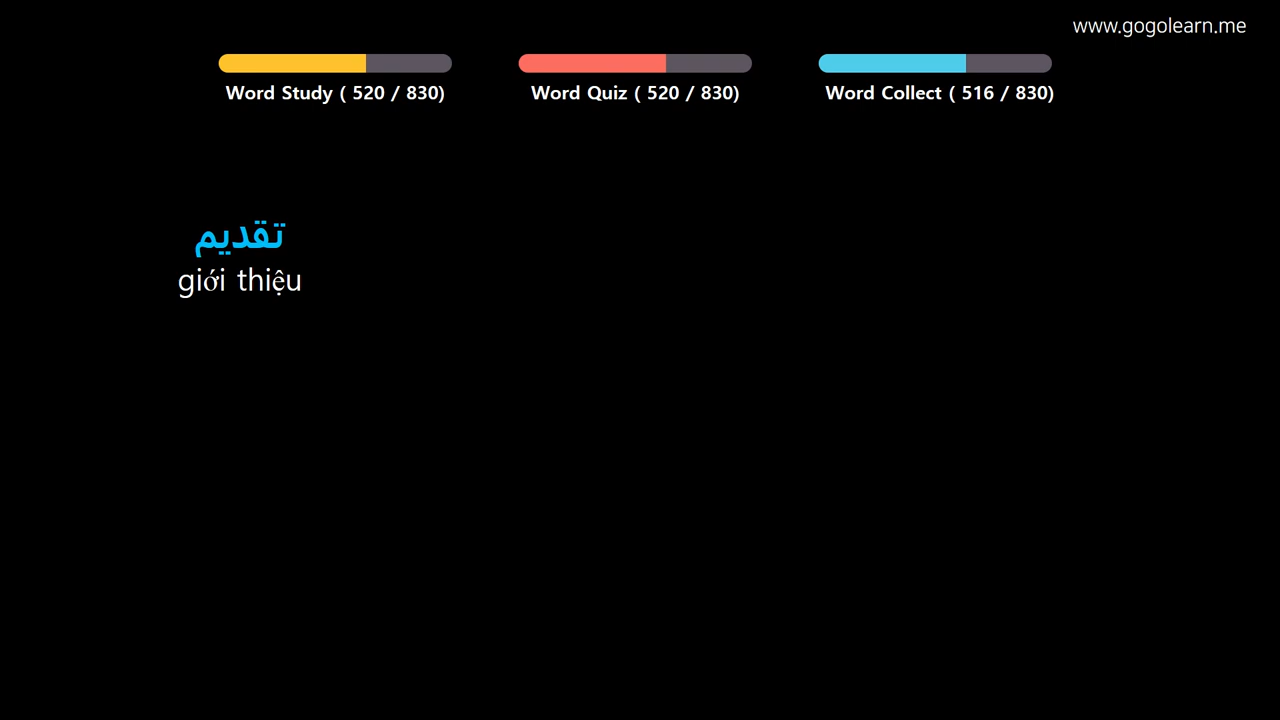 www.gogolearn.me
Word Study ( 520 / 830)
Word Quiz ( 520 / 830)
Word Collect ( 516 / 830)
تقديم
giới thiệu